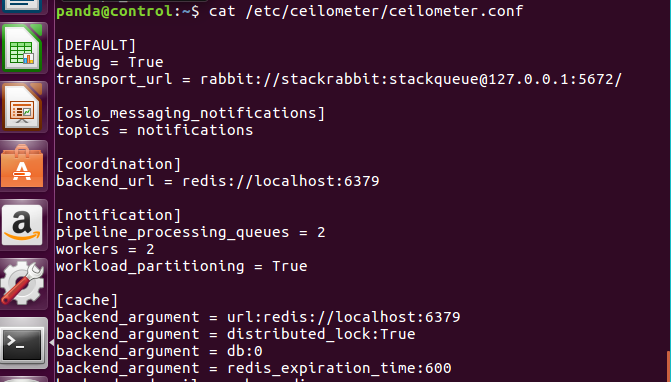 panda@control:~$ cat /etc/ceilometer/ceilometer.conf
[DEFAULT]
debug = True
transport_url = rabbit://stackrabbit:stackqueue@127.0.0.1:5672/
[oslo_messaging_notifications]
topics = notifications
[coordination]
backend_url = redis://localhost:6379
[notification]
pipeline_processing_queues = 2
workers = 2
workload_partitioning = True
[cache]
backend_argument = url:redis://localhost:6379
backend_argument = distributed_lock:True
backend_argument = db:0
backend_argument = redis_expiration_time:600